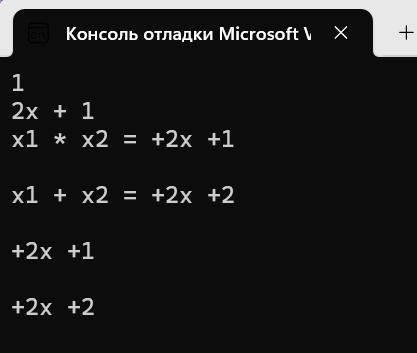 Консоль отладки Microsoft V
1
2x + 1
x1 * x2 = +2x +1
x1 + x2 = +2x +2
+2x +1
+2x +2